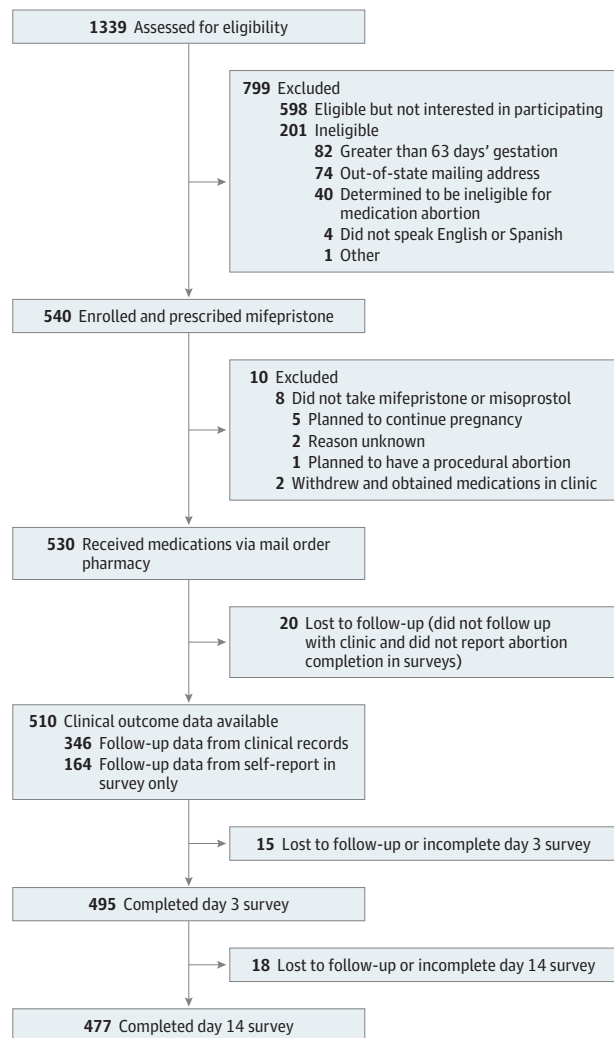 1339 Assessed for eligibility
799 Excluded
598 Eligible but not interested in participating
201 Ineligible
82 Greater than 63 days' gestation
74 Out-of-state mailing address
40 Determined to be ineligible for
medication abortion
4 Did not speak English or Spanish
1 Other
540 Enrolled and prescribed mifepristone
10 Excluded
8 Did not take mifepristone or misoprostol
5 Planned to continue pregnancy
2 Reason unknown
1 Planned to have a procedural abortion
2 Withdrew and obtained medications in clinic
530 Received medications via mail order
pharmacy
20 Lost to follow-up (did not follow up
with clinic and did not report abortion
completion in surveys)
510 Clinical outcome data available
346 Follow-up data from clinical records
164 Follow-up data from self-report in
survey only
15 Lost to follow-up or incomplete day 3 survey
495 Completed day 3 survey
18 Lost to follow-up or incomplete day 14 survey
477 Completed day 14 survey